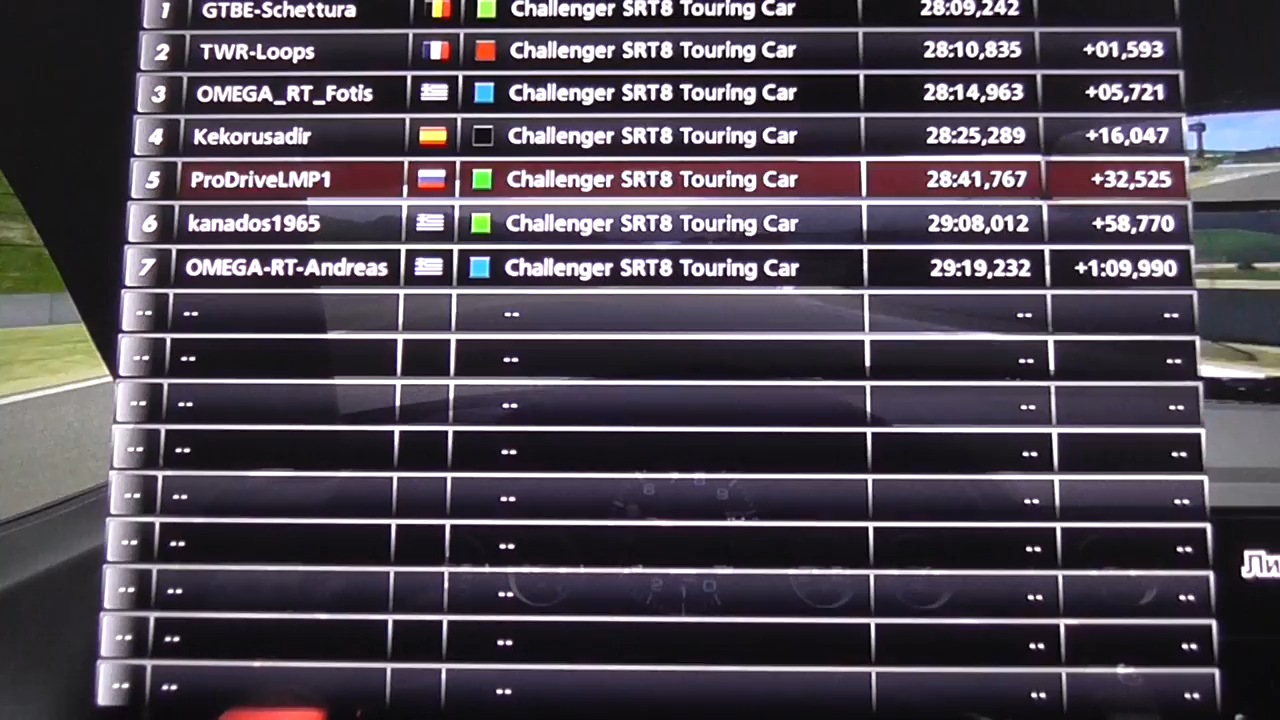 1 GTBE-Schettura Challenger SRT8 Touring Car 28:09,242
2 TWR-Loops Challenger SRT8 Touring Car 28:10,835 +01,593
3 OMEGA_RT_Fotis Challenger SRT8 Touring Car 28:14,963 +05,721
4 Kekorusadir Challenger SRT8 Touring Car 28:25,289 +16,047
5 ProDriveLMP1 Challenger SRT8 Touring Car 28:41,767 +32,525
6 kanados1965 Challenger SRT8 Touring Car 29:08,012 +58,770
7 OMEGA-RT-Andreas Challenger SRT8 Touring Car 29:19,232 +1:09,990
-- -- -- -- --
-- -- -- -- --
-- -- -- -- --
-- -- -- -- --
-- -- -- -- --
-- -- -- -- --
-- -- -- -- --
-- -- -- -- --
-- -- -- -- --